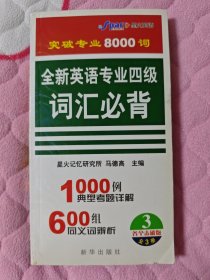 突破专业8000词
全新英语专业四级
词汇必背
星火记忆研究所 马德高 主编
1000例
典型考题详解
600组
同义词辨析
3
第3版
新华出版社